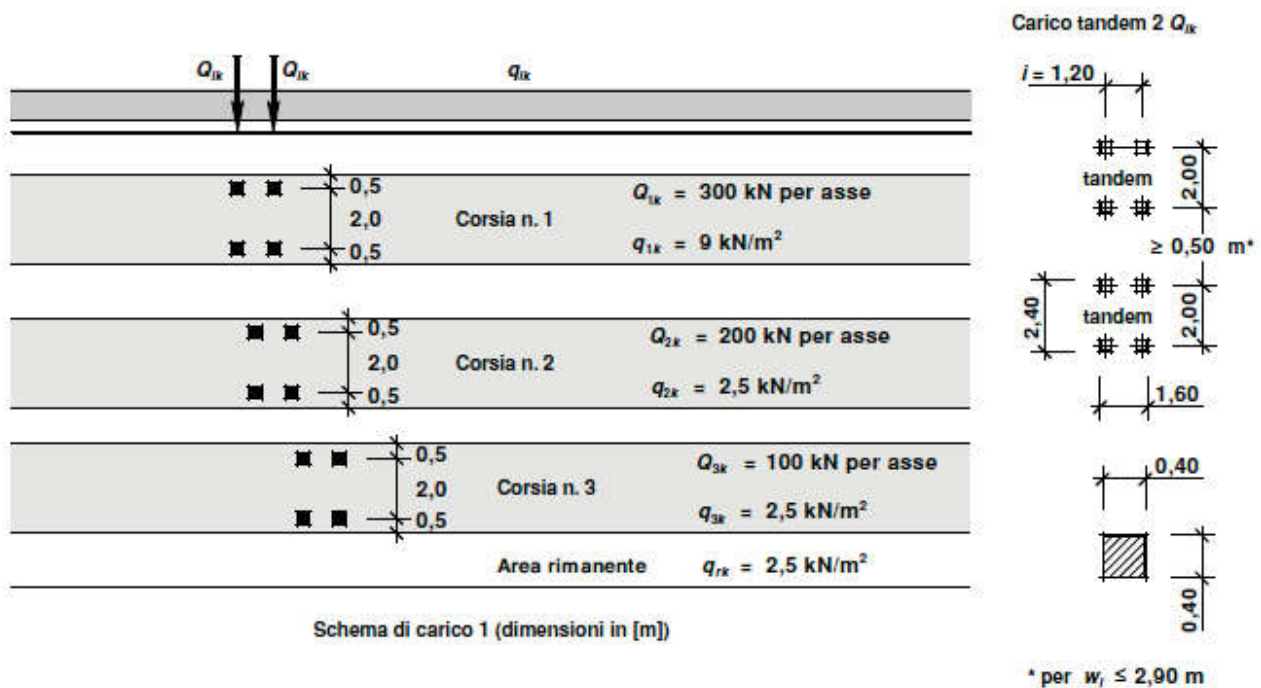 Carico tandem 2 Qlk
Qlk
Qlk
qlk
i = 1,20
0,5
2,0
0,5
Corsia n. 1
Q1k = 300 kN per asse
q1k = 9 kN/m²
tandem
2,00
≥ 0,50 m*
0,5
2,0
0,5
Corsia n. 2
Q2k = 200 kN per asse
q2k = 2,5 kN/m²
2,40
tandem
2,00
1,60
0,5
2,0
0,5
Corsia n. 3
Q3k = 100 kN per asse
q3k = 2,5 kN/m²
0,40
0,40
Area rimanente
qrk = 2,5 kN/m²
Schema di carico 1 (dimensioni in [m])
* per wl ≤ 2,90 m